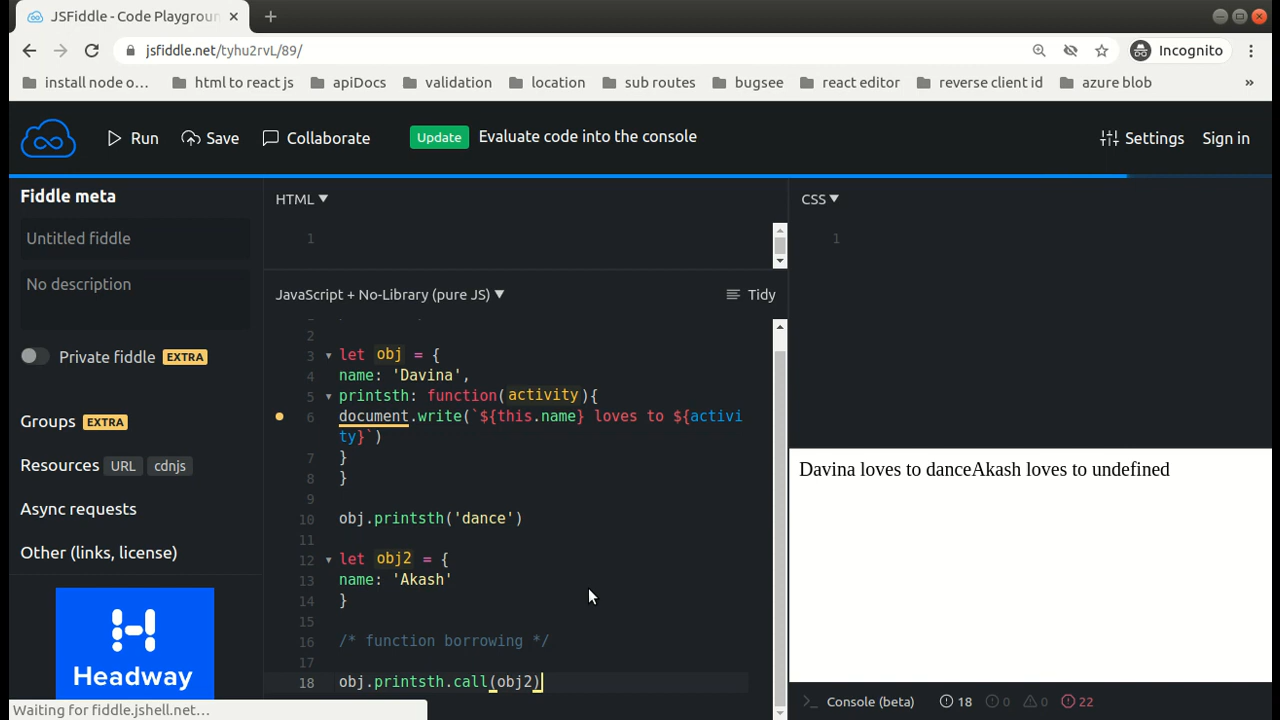 JSFiddle - Code Playgroun
jsfiddle.net/tyhu2rvL/89/
Incognito
install node o...
html to react js
apiDocs
validation
location
sub routes
bugsee
react editor
reverse client id
azure blob
»
Run
Save
Collaborate
Update
Evaluate code into the console
Settings
Sign in
Fiddle meta
Untitled fiddle
No description
Private fiddle EXTRA
Groups EXTRA
Resources URL cdnjs
Async requests
Other (links, license)
Headway
Waiting for fiddle.jshell.net...
HTML
1
CSS
1
JavaScript + No-Library (pure JS)
Tidy
2
3 let obj = {
4 name: 'Davina',
5 printsth: function(activity){
6 document.write(`${this.name} loves to ${activi
ty}`)
7 }
8 }
9
10 obj.printsth('dance')
11
12 let obj2 = {
13 name: 'Akash'
14 }
15
16 /* function borrowing */
17
18 obj.printsth.call(obj2)
Davina loves to danceAkash loves to undefined
>_ Console (beta)
18
0
0
22